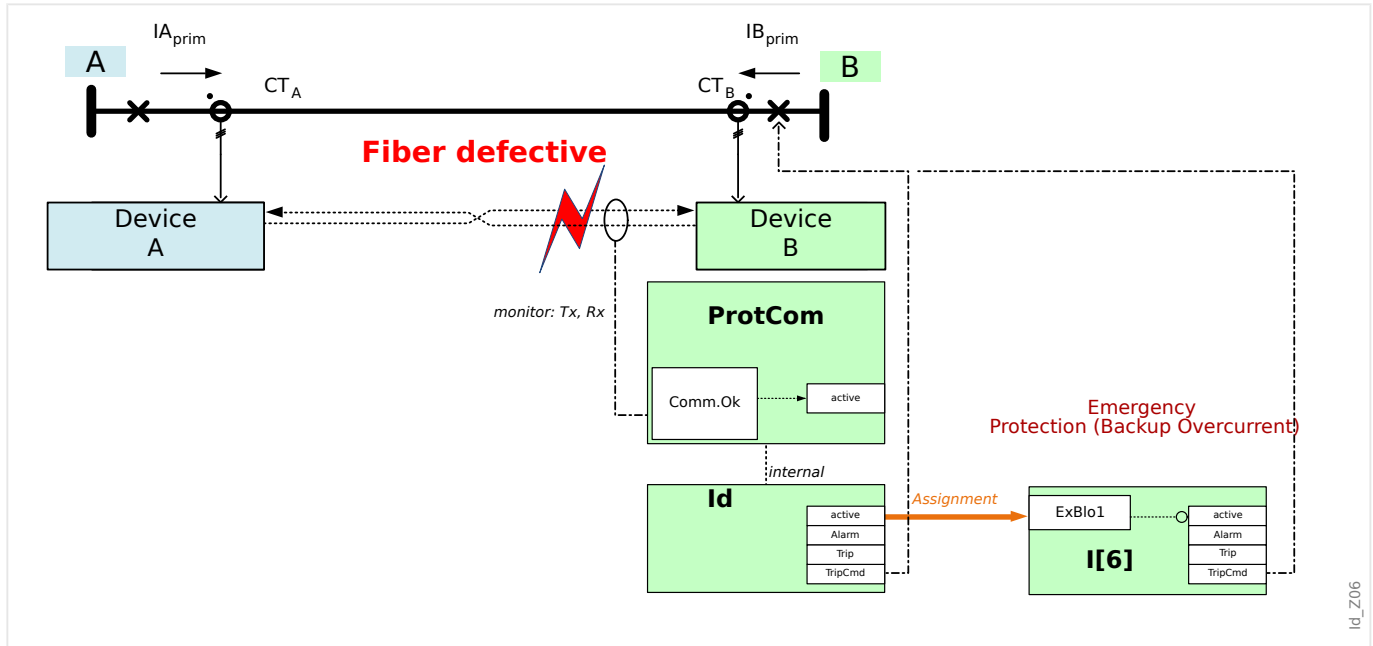 IAprim
IBprim
A
B
CTA
CTB
Fiber defective
Device
A
Device
B
monitor: Tx, Rx
ProtCom
Comm.Ok
active
Emergency
Protection (Backup Overcurrent)
internal
Id
active
Alarm
Trip
TripCmd
Assignment
ExBlo1
I[6]
active
Alarm
Trip
TripCmd
Id_Z06